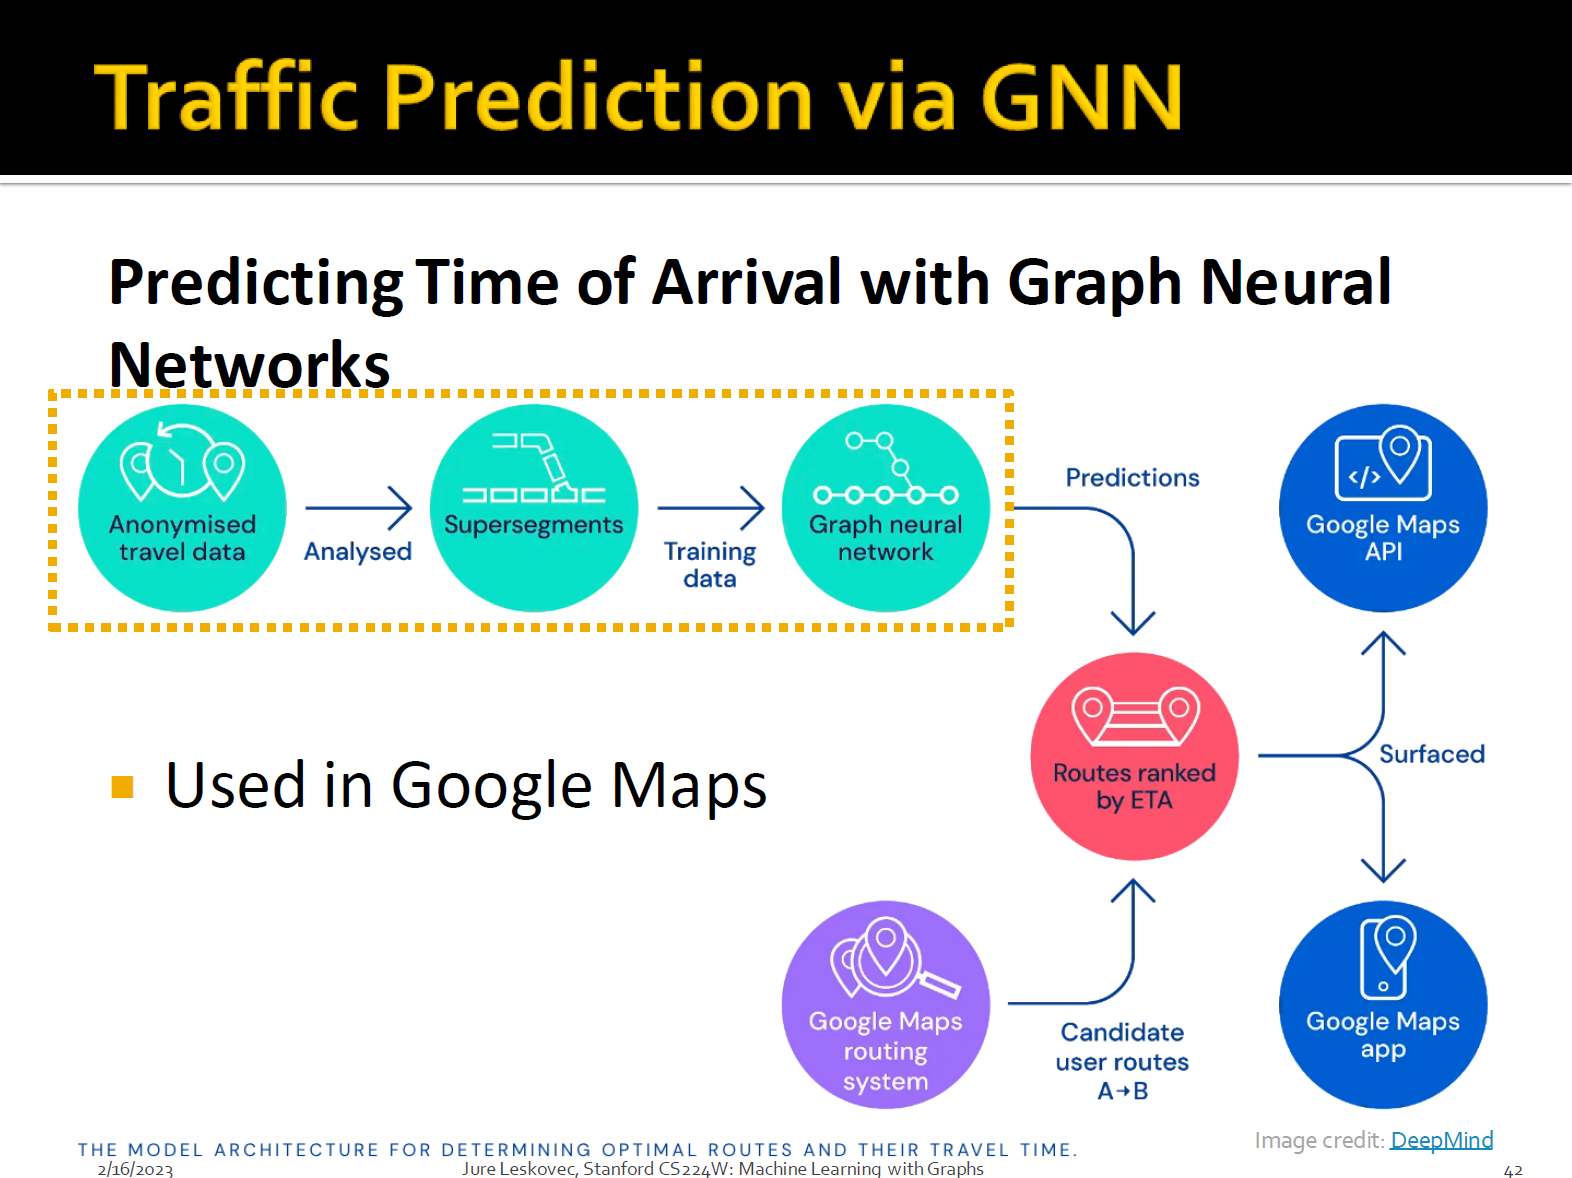 Traffic Prediction via GNN
Predicting Time of Arrival with Graph Neural
Networks
Anonymised
travel data
Analysed
Supersegments
Training
data
Graph neural
network
Predictions
Google Maps
API
Routes ranked
by ETA
Surfaced
Used in Google Maps
Google Maps
routing
system
Candidate
user routes
A→B
Google Maps
app
</>
THE MODEL ARCHITECTURE FOR DETERMINING OPTIMAL ROUTES AND THEIR TRAVEL TIME.
Image credit: DeepMind
2/16/2023
Jure Leskovec, Stanford CS224W: Machine Learning with Graphs
42